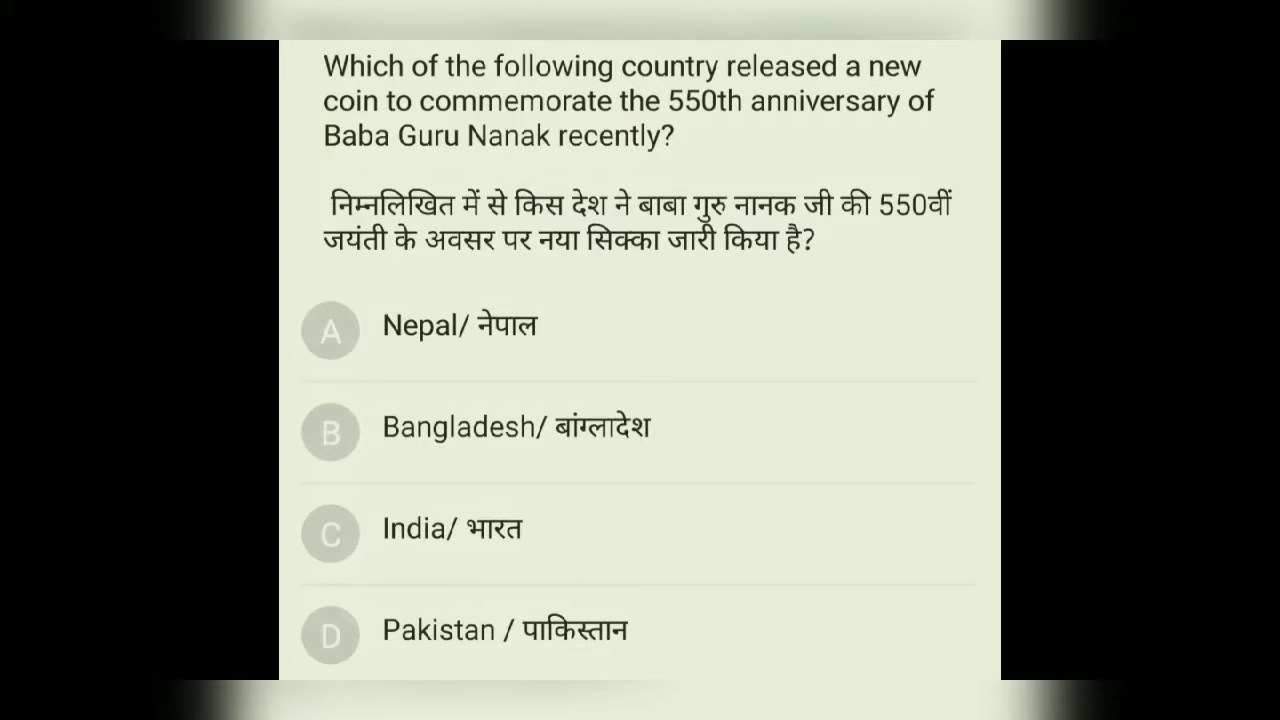 Which of the following country released a new
coin to commemorate the 550th anniversary of
Baba Guru Nanak recently?
निम्नलिखित में से किस देश ने बाबा गुरु नानक जी की 550वीं
जयंती के अवसर पर नया सिक्का जारी किया है?
A Nepal/ नेपाल
B Bangladesh/ बांग्लादेश
C India/ भारत
D Pakistan / पाकिस्तान